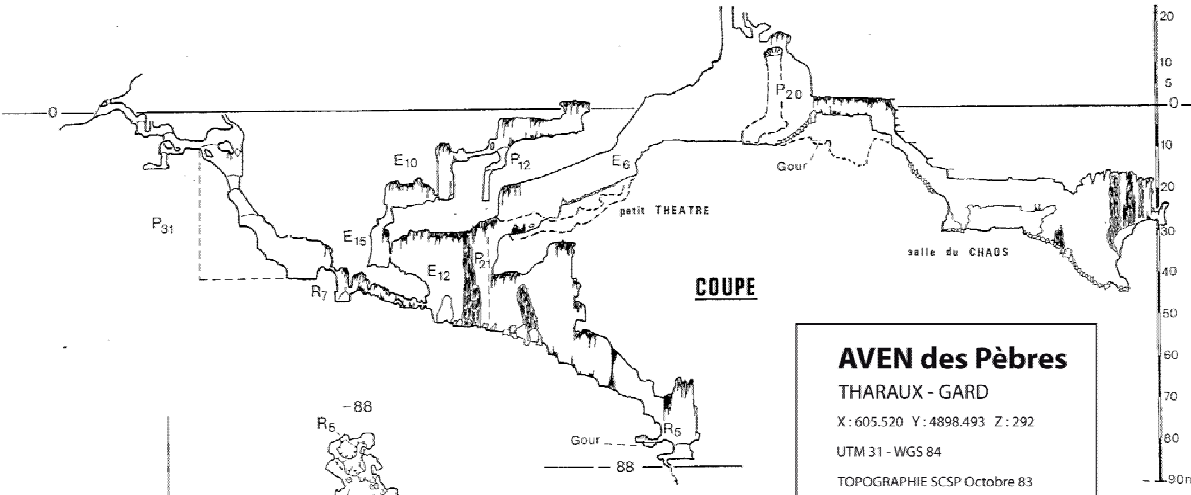 20
10
5
0
0
10
20
30
40
50
60
70
80
90m
P20
E10
P12
E6
Gour
P31
petit THEATRE
E15
salle du CHAOS
E12
P21
R7
COUPE
AVEN des Pèbres
THARAUX - GARD
X : 605.520 Y : 4898.493 Z : 292
UTM 31 - WGS 84
TOPOGRAPHIE SCSP Octobre 83
-88
R5
R5
Gour
88